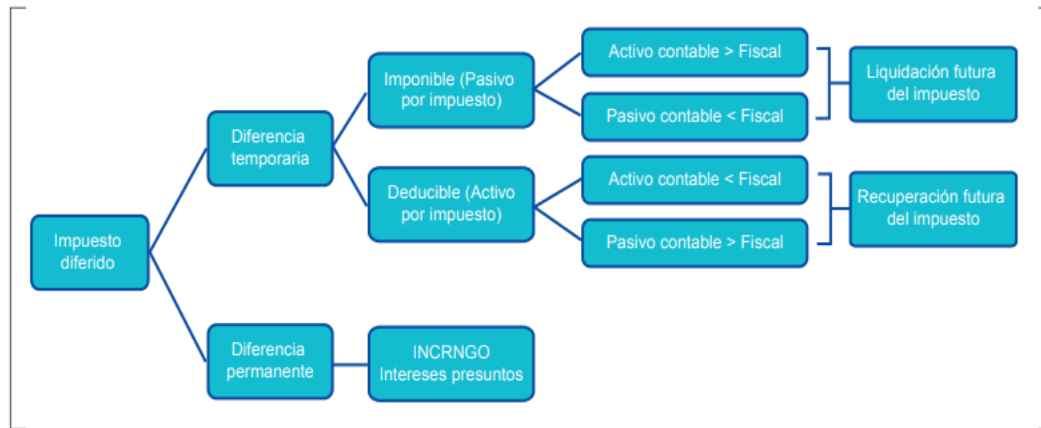 Impuesto
diferido
Diferencia
temporaria
Imponible (Pasivo
por impuesto)
Activo contable > Fiscal
Pasivo contable < Fiscal
Liquidación futura
del impuesto
Deducible (Activo
por impuesto)
Activo contable < Fiscal
Pasivo contable > Fiscal
Recuperación futura
del impuesto
Diferencia
permanente
INCRNGO
Intereses presuntos